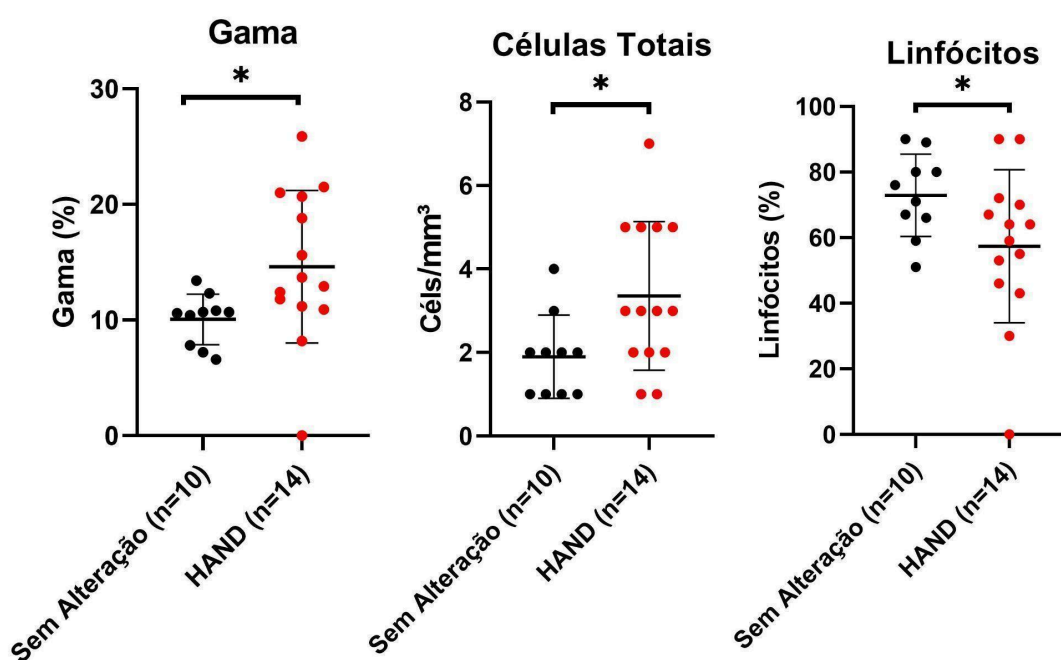 Gama
*
30
20
10
0
Gama (%)
Sem Alteração (n=10)
HAND (n=14)
Células Totais
*
8
6
4
2
0
Céls/mm³
Sem Alteração (n=10)
HAND (n=14)
Linfócitos
*
100
80
60
40
20
0
Linfócitos (%)
Sem Alteração (n=10)
HAND (n=14)